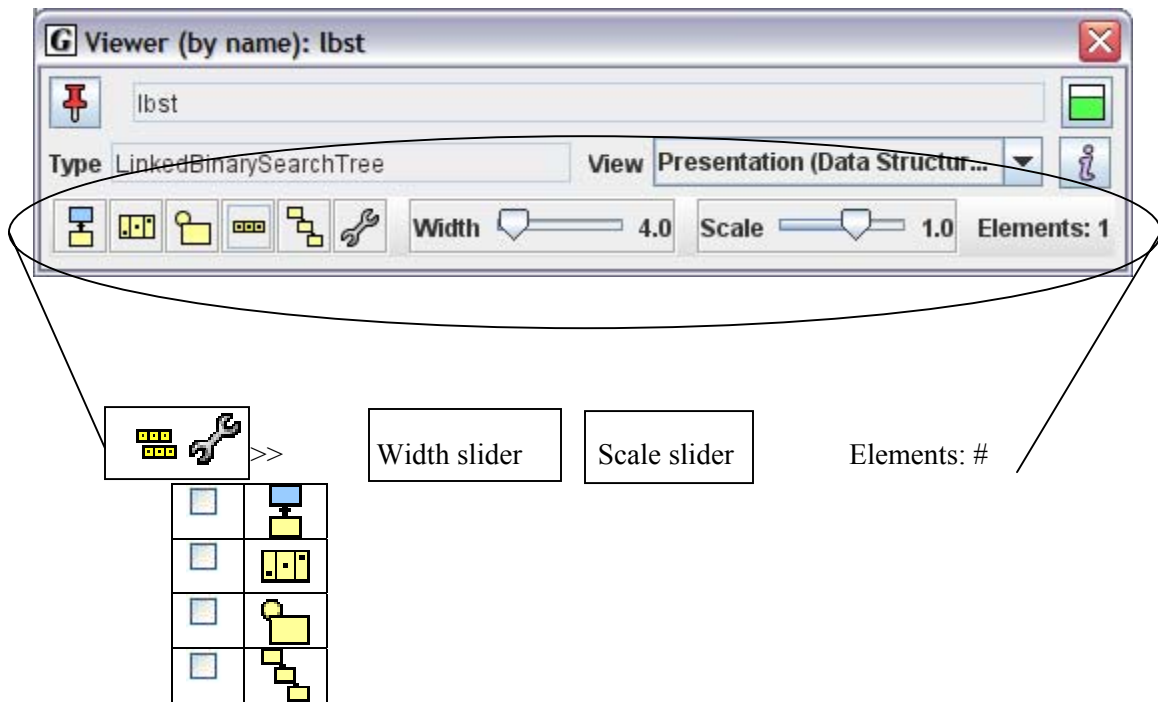 G Viewer (by name): lbst
lbst
Type LinkedBinarySearchTree View Presentation (Data Structur...
Width 4.0 Scale 1.0 Elements: 1
>> Width slider Scale slider Elements: #